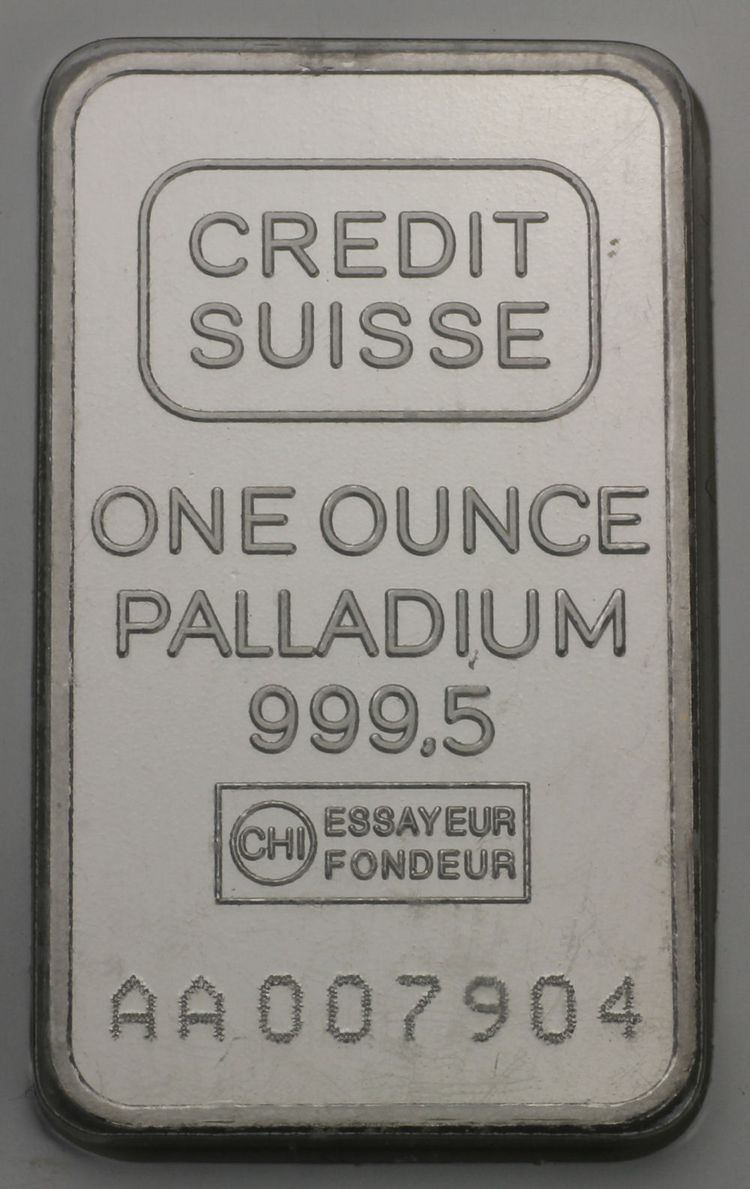 CREDIT
SUISSE
ONE OUNCE
PALLADIUM
999,5
CHI ESSAYEUR
FONDEUR
AA007904